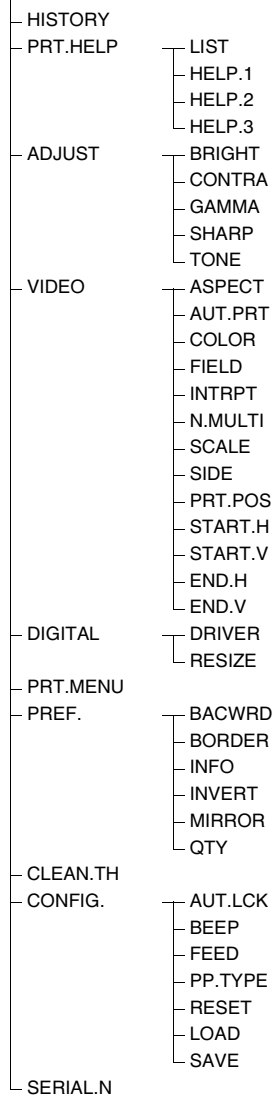 HISTORY
PRT.HELP LIST
HELP.1
HELP.2
HELP.3
ADJUST BRIGHT
CONTRA
GAMMA
SHARP
TONE
VIDEO ASPECT
AUT.PRT
COLOR
FIELD
INTRPT
N.MULTI
SCALE
SIDE
PRT.POS
START.H
START.V
END.H
END.V
DIGITAL DRIVER
RESIZE
PRT.MENU
PREF. BACWRD
BORDER
INFO
INVERT
MIRROR
QTY
CLEAN.TH
CONFIG. AUT.LCK
BEEP
FEED
PP.TYPE
RESET
LOAD
SAVE
SERIAL.N